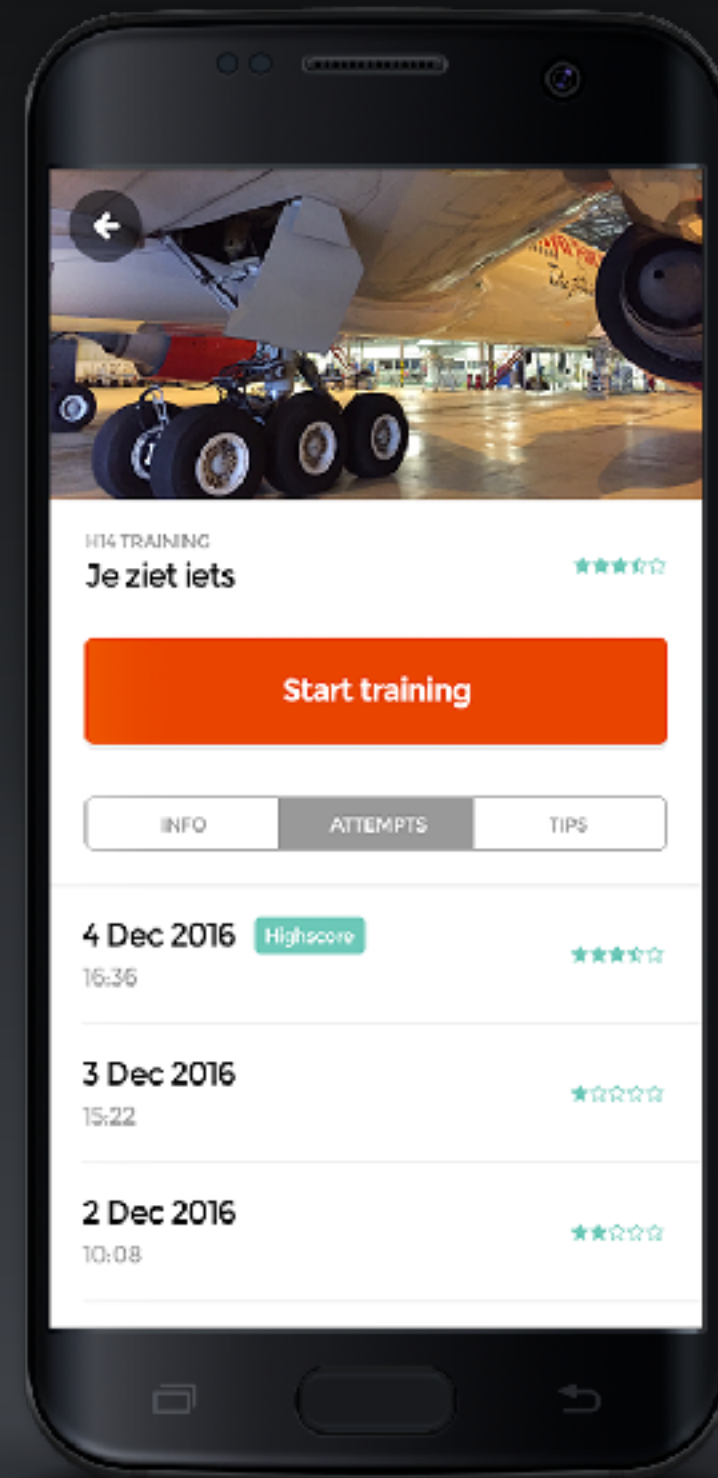 H14 TRAINING
Je ziet iets
Start training
INFO
ATTEMPTS
TIPS
4 Dec 2016
Highscore
16:36
3 Dec 2016
15:22
2 Dec 2016
10:08